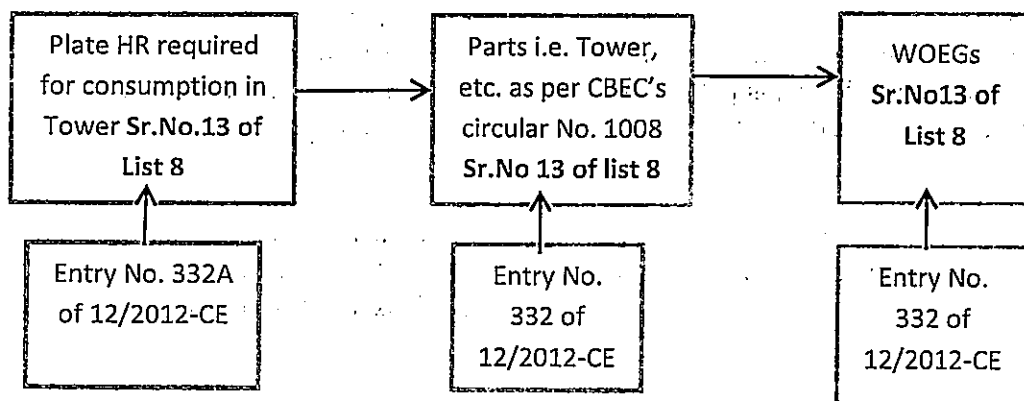 Plate HR required
for consumption in
Tower Sr.No.13 of
List 8
Parts i.e. Tower,
etc. as per CBEC's
circular No. 1008
Sr.No 13 of list 8
WOEGs
Sr.No13 of
List 8
Entry No. 332A
of 12/2012-CE
Entry No.
332 of
12/2012-CE
Entry No.
332 of
12/2012-CE